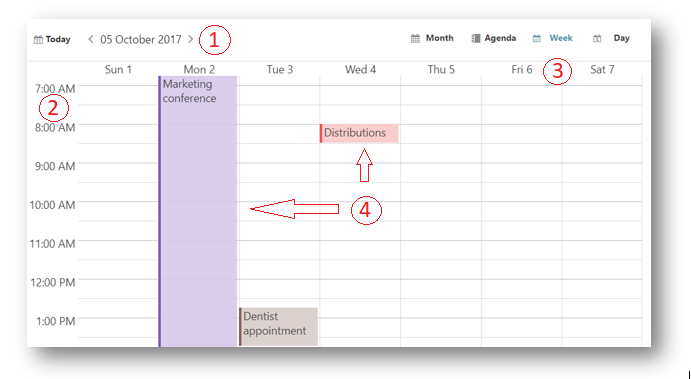 Today < 05 October 2017 > 1 Month Agenda Week Day
Sun 1 Mon 2 Tue 3 Wed 4 Thu 5 Fri 6 3 Sat 7
7:00 AM Marketing
conference
2
8:00 AM Distributions
9:00 AM
10:00 AM 4
11:00 AM
12:00 PM
1:00 PM Dentist
appointment